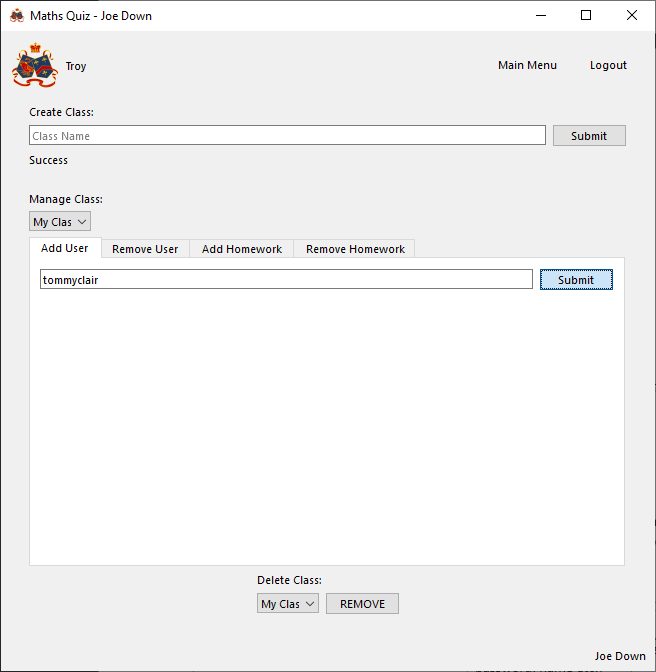 Maths Quiz - Joe Down
Troy
Main Menu
Logout
Create Class:
Class Name
Submit
Success
Manage Class:
My Clas
Add User
Remove User
Add Homework
Remove Homework
tommyclair
Submit
Delete Class:
My Clas
REMOVE
Joe Down